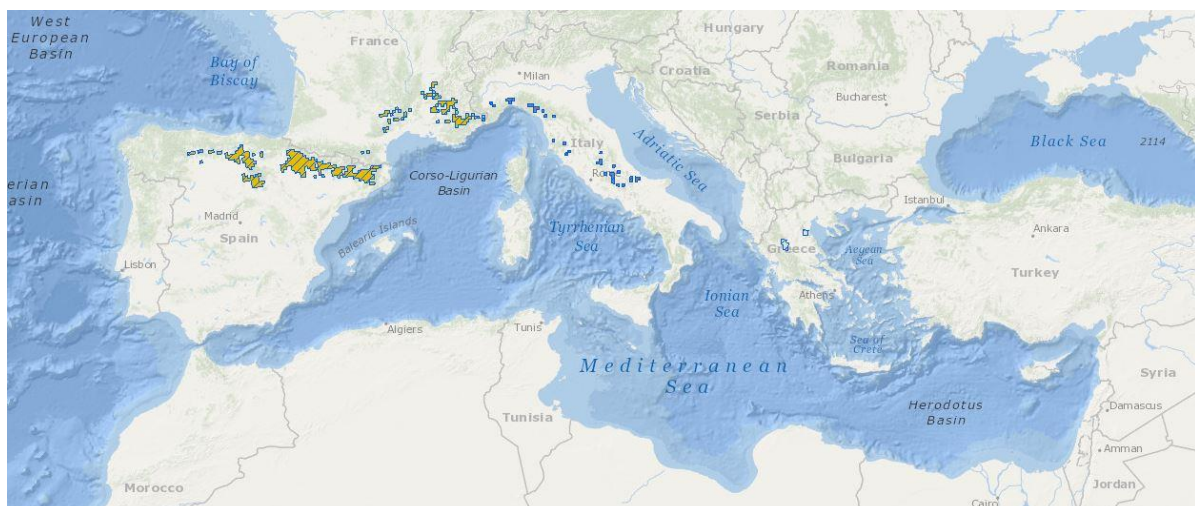 West
European
Basin
Bay of
Biscay
France
Milan
Hungary
Croatia
Romania
Bucharest
Serbia
Italy
Adriatic Sea
Black Sea
2114
Bulgaria
Istanbul
erian
asin
Corso-Ligurian
Basin
Rome
Madrid
Spain
Balearic Islands
Tyrrhenian
Sea
Greece
Aegean
Sea
Ankara
Turkey
Lisbon
Ionian
Sea
Athens
Algiers
Tunis
Sea of
Crete
Mediterranean
Sea
Syria
Tunisia
Herodotus
Basin
Damascus
Amman
Morocco
Jordan
Cairo